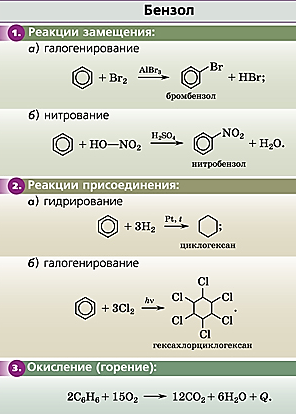 Бензол
1. Реакции замещения:
а) галогенирование
+ Br₂ AlBr₃ ⟶ Br + HBr;
бромбензол
б) нитрование
+ HO—NO₂ H₂SO₄ ⟶ NO₂ + H₂O.
нитробензол
2. Реакции присоединения:
а) гидрирование
+ 3H₂ Pt, t ⟶ ;
циклогексан
б) галогенирование
+ 3Cl₂ hν ⟶ Cl Cl Cl Cl Cl Cl .
гексахлорциклогексан
3. Окисление (горение):
2C₆H₆ + 15O₂ ⟶ 12CO₂ + 6H₂O + Q.